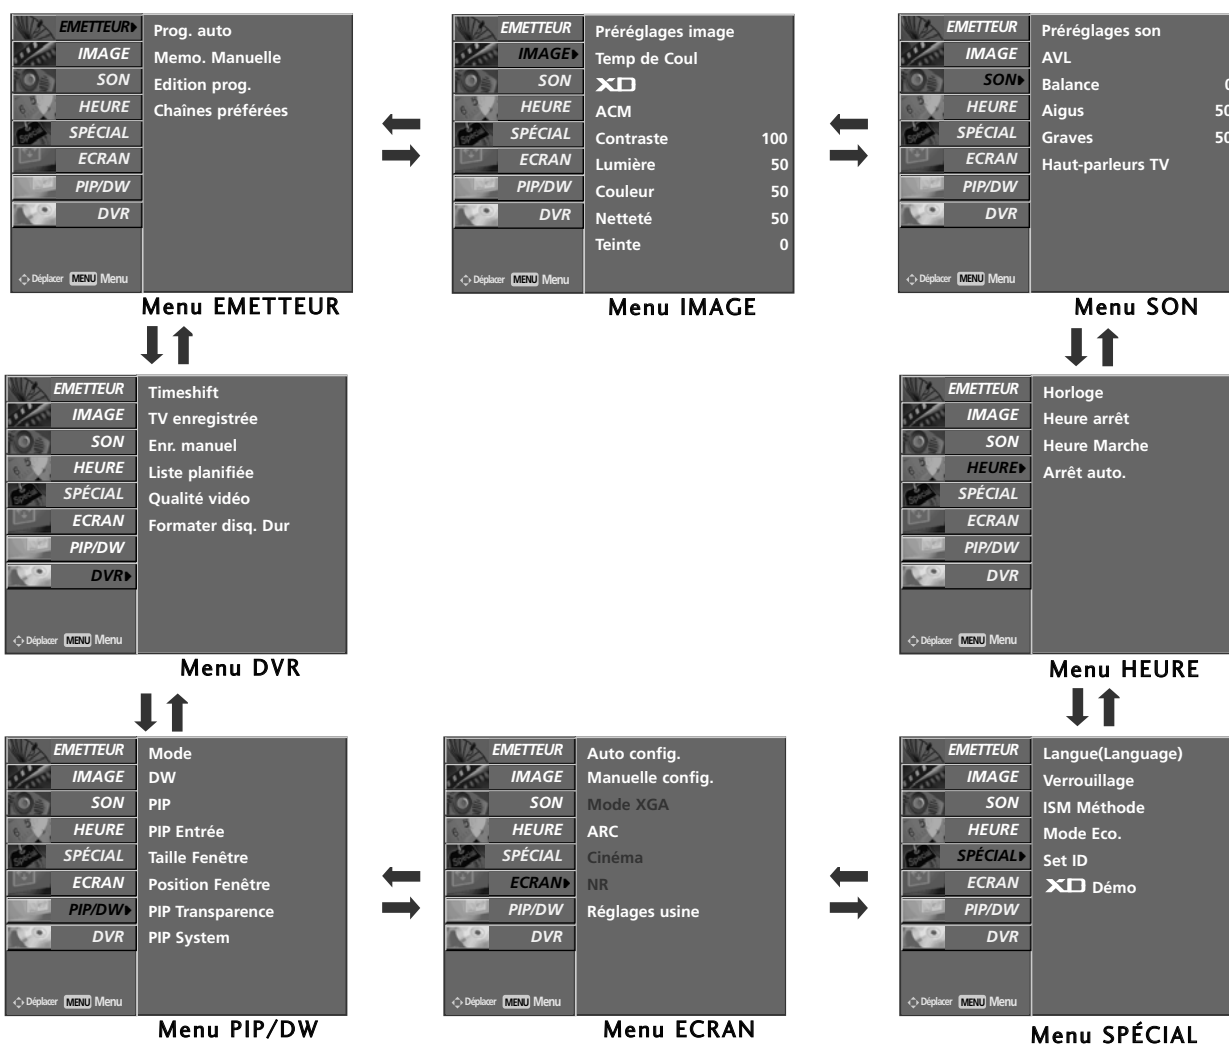 EMETTEUR
IMAGE
SON
HEURE
SPÉCIAL
ECRAN
PIP/DW
DVR
Déplacer MENU Menu
Prog. auto
Memo. Manuelle
Edition prog.
Chaînes préférées
Menu EMETTEUR
EMETTEUR
IMAGE
SON
HEURE
SPÉCIAL
ECRAN
PIP/DW
DVR
Déplacer MENU Menu
Préréglages image
Temp de Coul
XD
ACM
Contraste 100
Lumière 50
Couleur 50
Netteté 50
Teinte 0
Menu IMAGE
EMETTEUR
IMAGE
SON
HEURE
SPÉCIAL
ECRAN
PIP/DW
DVR
Déplacer MENU Menu
Préréglages son
AVL
Balance 0
Aigus 50
Graves 50
Haut-parleurs TV
Menu SON
EMETTEUR
IMAGE
SON
HEURE
SPÉCIAL
ECRAN
PIP/DW
DVR
Déplacer MENU Menu
Timeshift
TV enregistrée
Enr. manuel
Liste planifiée
Qualité vidéo
Formater disq. Dur
Menu DVR
EMETTEUR
IMAGE
SON
HEURE
SPÉCIAL
ECRAN
PIP/DW
DVR
Déplacer MENU Menu
Horloge
Heure arrêt
Heure Marche
Arrêt auto.
Menu HEURE
EMETTEUR
IMAGE
SON
HEURE
SPÉCIAL
ECRAN
PIP/DW
DVR
Déplacer MENU Menu
Mode
DW
PIP
PIP Entrée
Taille Fenêtre
Position Fenêtre
PIP Transparence
PIP System
Menu PIP/DW
EMETTEUR
IMAGE
SON
HEURE
SPÉCIAL
ECRAN
PIP/DW
DVR
Déplacer MENU Menu
Auto config.
Manuelle config.
Mode XGA
ARC
Cinéma
NR
Réglages usine
Menu ECRAN
EMETTEUR
IMAGE
SON
HEURE
SPÉCIAL
ECRAN
PIP/DW
DVR
Déplacer MENU Menu
Langue(Language)
Verrouillage
ISM Méthode
Mode Eco.
Set ID
XD Démo
Menu SPÉCIAL